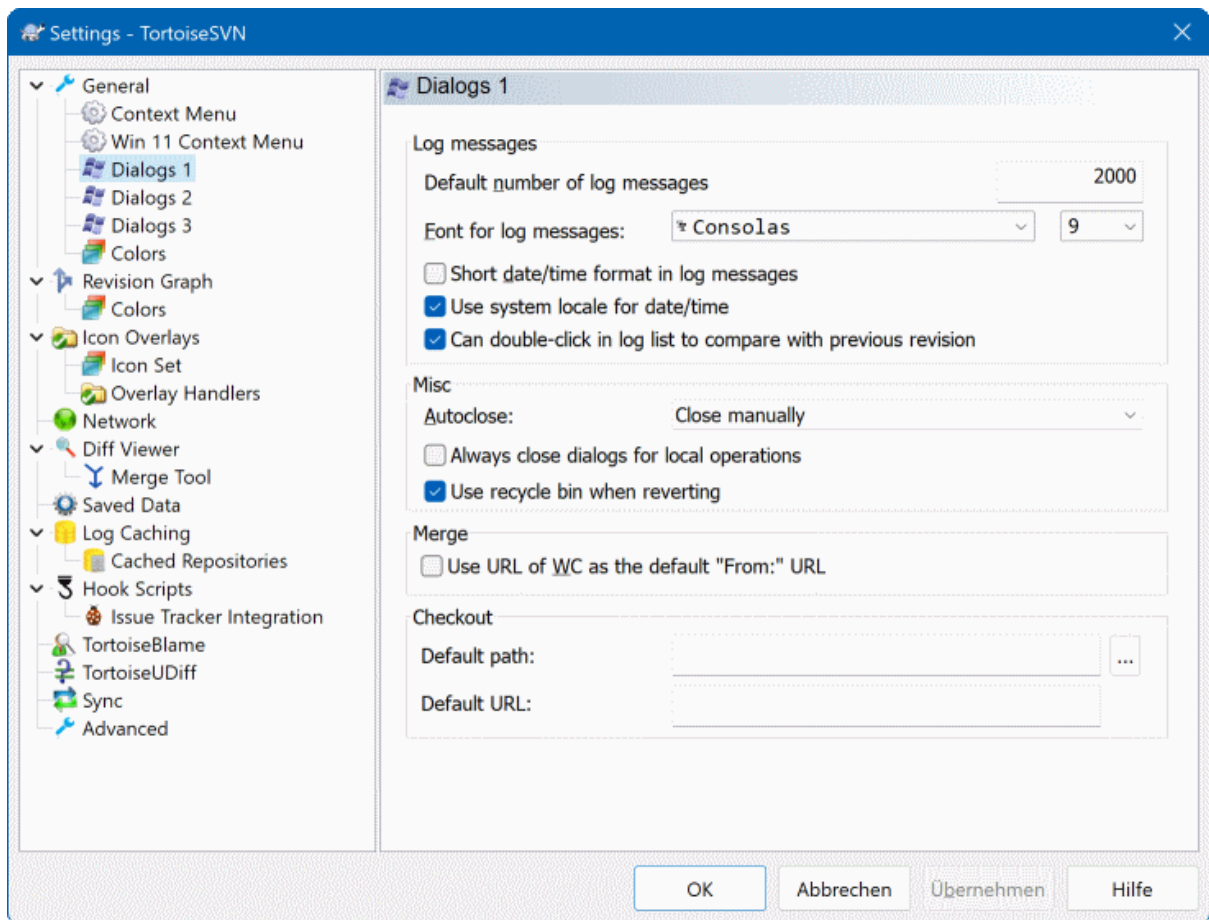 Settings - TortoiseSVN
General
Context Menu
Win 11 Context Menu
Dialogs 1
Dialogs 2
Dialogs 3
Colors
Revision Graph
Colors
Icon Overlays
Icon Set
Overlay Handlers
Network
Diff Viewer
Merge Tool
Saved Data
Log Caching
Cached Repositories
Hook Scripts
Issue Tracker Integration
TortoiseBlame
TortoiseUDiff
Sync
Advanced
Dialogs 1
Log messages
Default number of log messages 2000
Font for log messages: Consolas 9
Short date/time format in log messages
Use system locale for date/time
Can double-click in log list to compare with previous revision
Misc
Autoclose: Close manually
Always close dialogs for local operations
Use recycle bin when reverting
Merge
Use URL of WC as the default "From:" URL
Checkout
Default path: ...
Default URL:
OK Abbrechen Übernehmen Hilfe